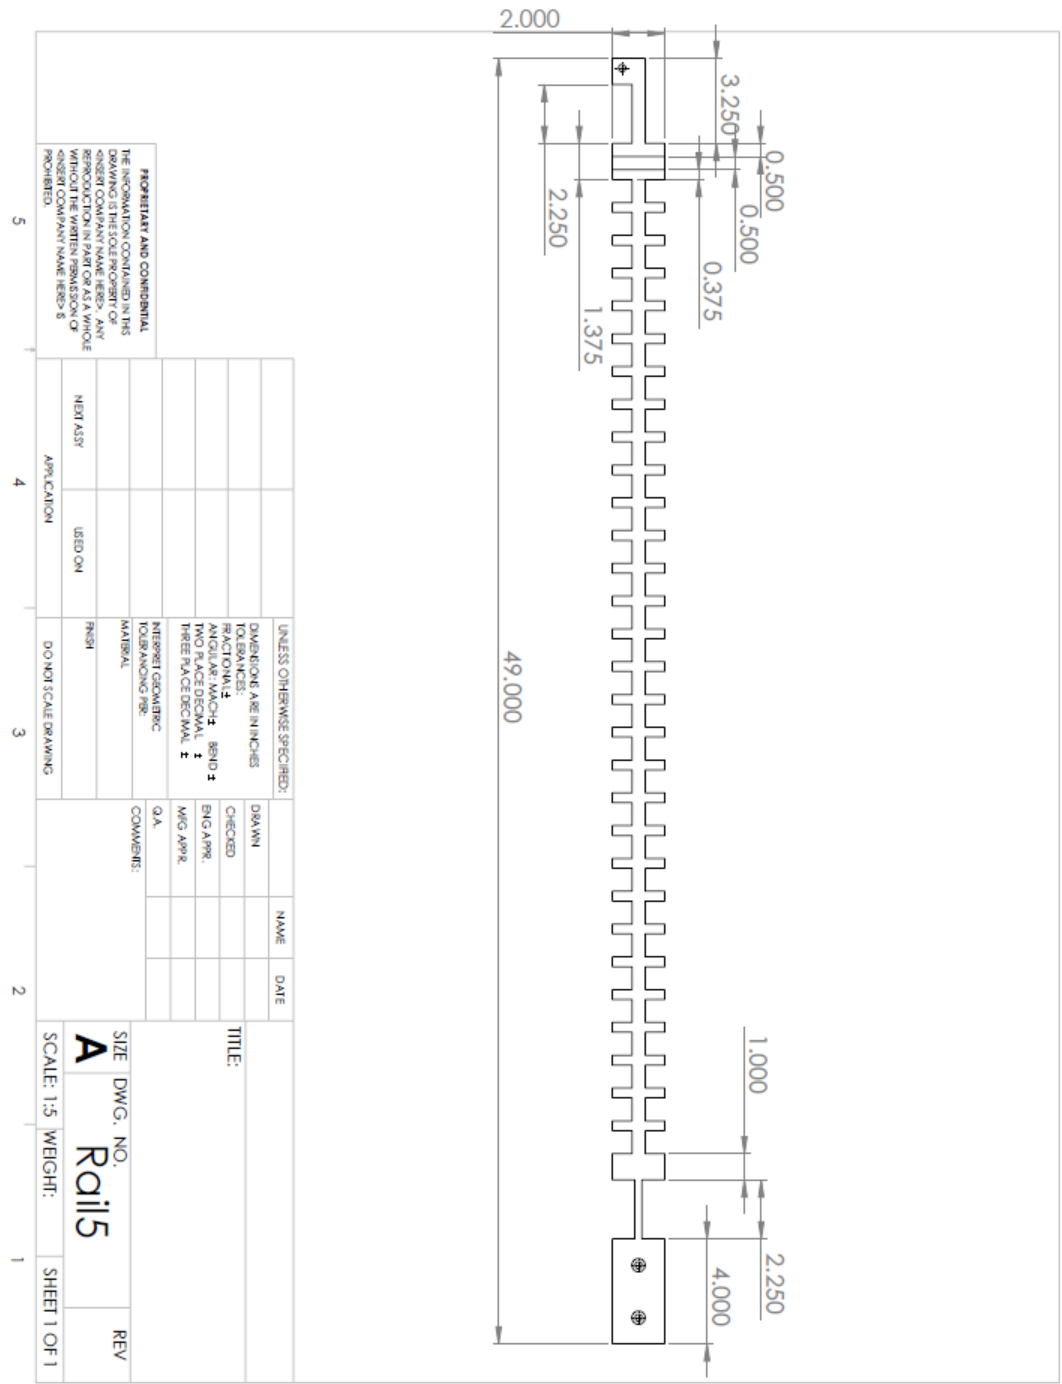 2.000
3.250
0.500
0.500
0.375
2.250
1.375
49.000
1.000
2.250
4.000
PROPRIETARY AND CONFIDENTIAL
THE INFORMATION CONTAINED IN THIS
DRAWING IS THE SOLE PROPERTY OF
<INSERT COMPANY NAME HERE>. ANY
REPRODUCTION IN PART OR AS A WHOLE
WITHOUT THE WRITTEN PERMISSION OF
<INSERT COMPANY NAME HERE> IS
PROHIBITED.
NEXT ASSY
USED ON
APPLICATION
UNLESS OTHERWISE SPECIFIED:
DIMENSIONS ARE IN INCHES
TOLERANCES:
FRACTIONAL±
ANGULAR: MACH± BEND ±
TWO PLACE DECIMAL ±
THREE PLACE DECIMAL ±
INTERPRET GEOMETRIC
TOLERANCING PER:
MATERIAL
FINISH
DO NOT SCALE DRAWING
NAME
DATE
DRAWN
CHECKED
ENG APPR.
MFG APPR.
Q.A.
COMMENTS:
TITLE:
SIZE
DWG. NO.
REV
A
Rail5
SCALE: 1:5
WEIGHT:
SHEET 1 OF 1
5
4
3
2
1